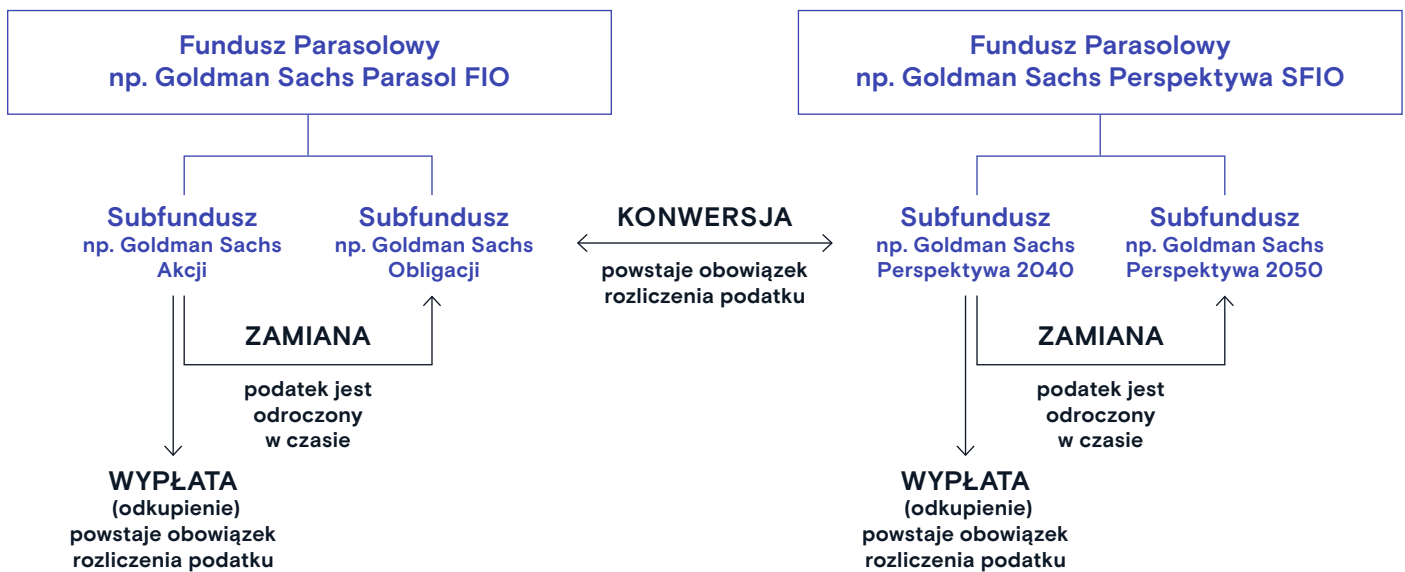 Fundusz Parasolowy
np. Goldman Sachs Parasol FIO
Fundusz Parasolowy
np. Goldman Sachs Perspektywa SFIO
Subfundusz
np. Goldman Sachs
Akcji
Subfundusz
np. Goldman Sachs
Obligacji
KONWERSJA
powstaje obowiązek
rozliczenia podatku
Subfundusz
np. Goldman Sachs
Perspektywa 2040
Subfundusz
np. Goldman Sachs
Perspektywa 2050
ZAMIANA
podatek jest
odroczony
w czasie
ZAMIANA
podatek jest
odroczony
w czasie
WYPŁATA
(odkupienie)
powstaje obowiązek
rozliczenia podatku
WYPŁATA
(odkupienie)
powstaje obowiązek
rozliczenia podatku